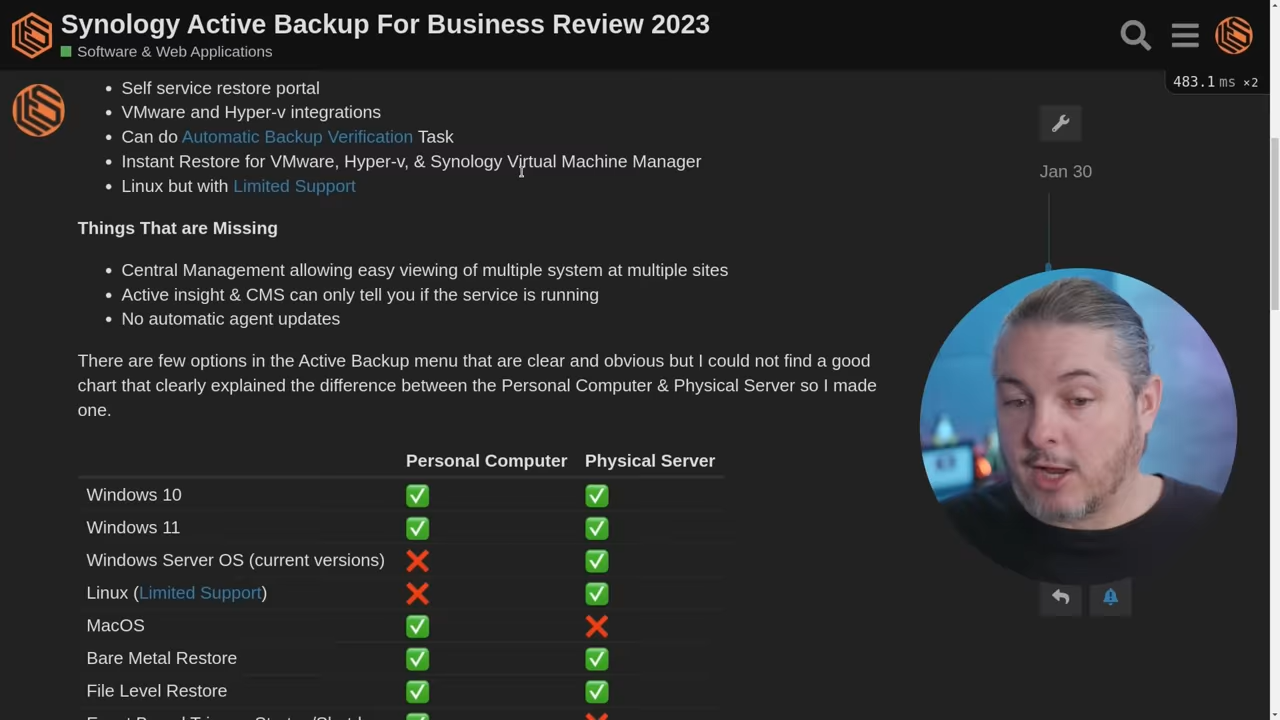 Synology Active Backup For Business Review 2023
Software & Web Applications
483.1 ms ×2
Self service restore portal
VMware and Hyper-v integrations
Can do Automatic Backup Verification Task
Instant Restore for VMware, Hyper-v, & Synology Virtual Machine Manager
Linux but with Limited Support
Jan 30
Things That are Missing
Central Management allowing easy viewing of multiple system at multiple sites
Active insight & CMS can only tell you if the service is running
No automatic agent updates
There are few options in the Active Backup menu that are clear and obvious but I could not find a good
chart that clearly explained the difference between the Personal Computer & Physical Server so I made
one.
Personal Computer Physical Server
Windows 10 ✅ ✅
Windows 11 ✅ ✅
Windows Server OS (current versions) ❌ ✅
Linux (Limited Support) ❌ ✅
MacOS ✅ ❌
Bare Metal Restore ✅ ✅
File Level Restore ✅ ✅